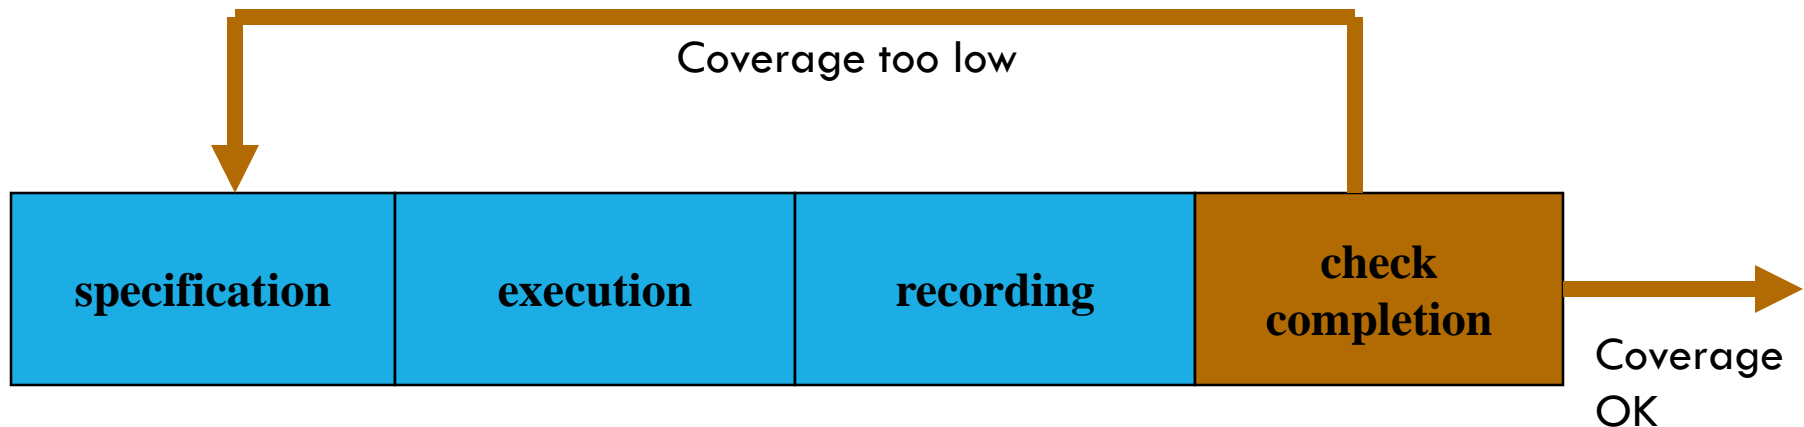 Coverage too low
specification
execution
recording
check
completion
Coverage
OK